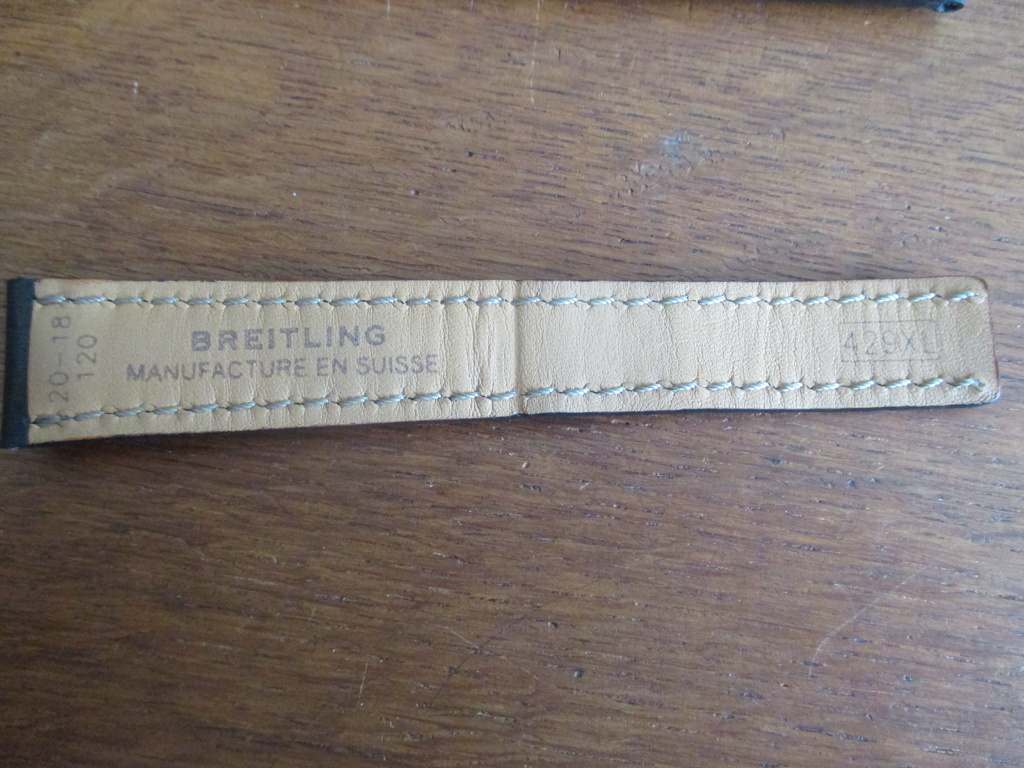 20-18
120
BREITLING
MANUFACTURE EN SUISSE
429XL